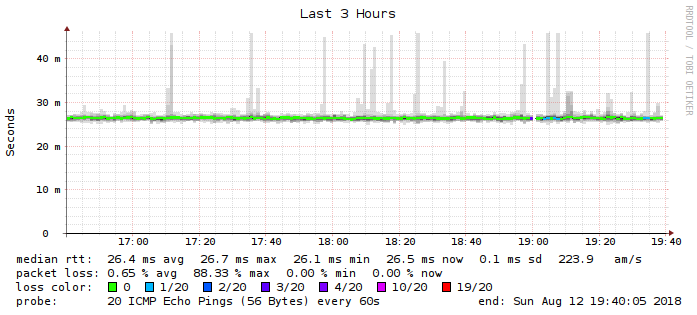 Last 3 Hours
RRDTOOL / TOBI OETIKER
Seconds
40 m
30 m
20 m
10 m
0
17:00 17:20 17:40 18:00 18:20 18:40 19:00 19:20 19:40
median rtt: 26.4 ms avg 26.7 ms max 26.1 ms min 26.5 ms now 0.1 ms sd 223.9 am/s
packet loss: 0.65 % avg 88.33 % max 0.00 % min 0.00 % now
loss color: 0 1/20 2/20 3/20 4/20 10/20 19/20
probe: 20 ICMP Echo Pings (56 Bytes) every 60s end: Sun Aug 12 19:40:05 2018